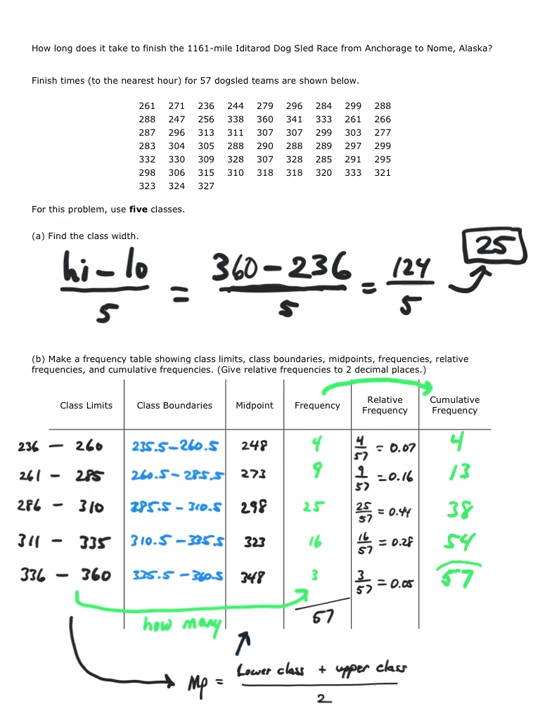 How long does it take to finish the 1161-mile Iditarod Dog Sled Race from Anchorage to Nome, Alaska?
Finish times (to the nearest hour) for 57 dogsled teams are shown below.
261 271 236 244 279 296 284 299 288
288 247 256 338 360 341 333 261 266
287 296 313 311 307 307 299 303 277
283 304 305 288 290 288 289 297 299
332 330 309 328 307 328 285 291 295
298 306 315 310 318 318 320 333 321
323 324 327
For this problem, use five classes.
(a) Find the class width.
hi - lo / 5 = 360 - 236 / 5 = 124 / 5 25
(b) Make a frequency table showing class limits, class boundaries, midpoints, frequencies, relative
frequencies, and cumulative frequencies. (Give relative frequencies to 2 decimal places.)
Class Limits Class Boundaries Midpoint Frequency Relative Frequency Cumulative Frequency
236 - 260 235.5 - 260.5 248 4 4/57 = 0.07 4
261 - 285 260.5 - 285.5 273 9 9/57 = 0.16 13
286 - 310 285.5 - 310.5 298 25 25/57 = 0.44 38
311 - 335 310.5 - 335.5 323 16 16/57 = 0.28 54
336 - 360 335.5 - 360.5 348 3 3/57 = 0.05 57
how many 57
Mp = Lower class + upper class / 2